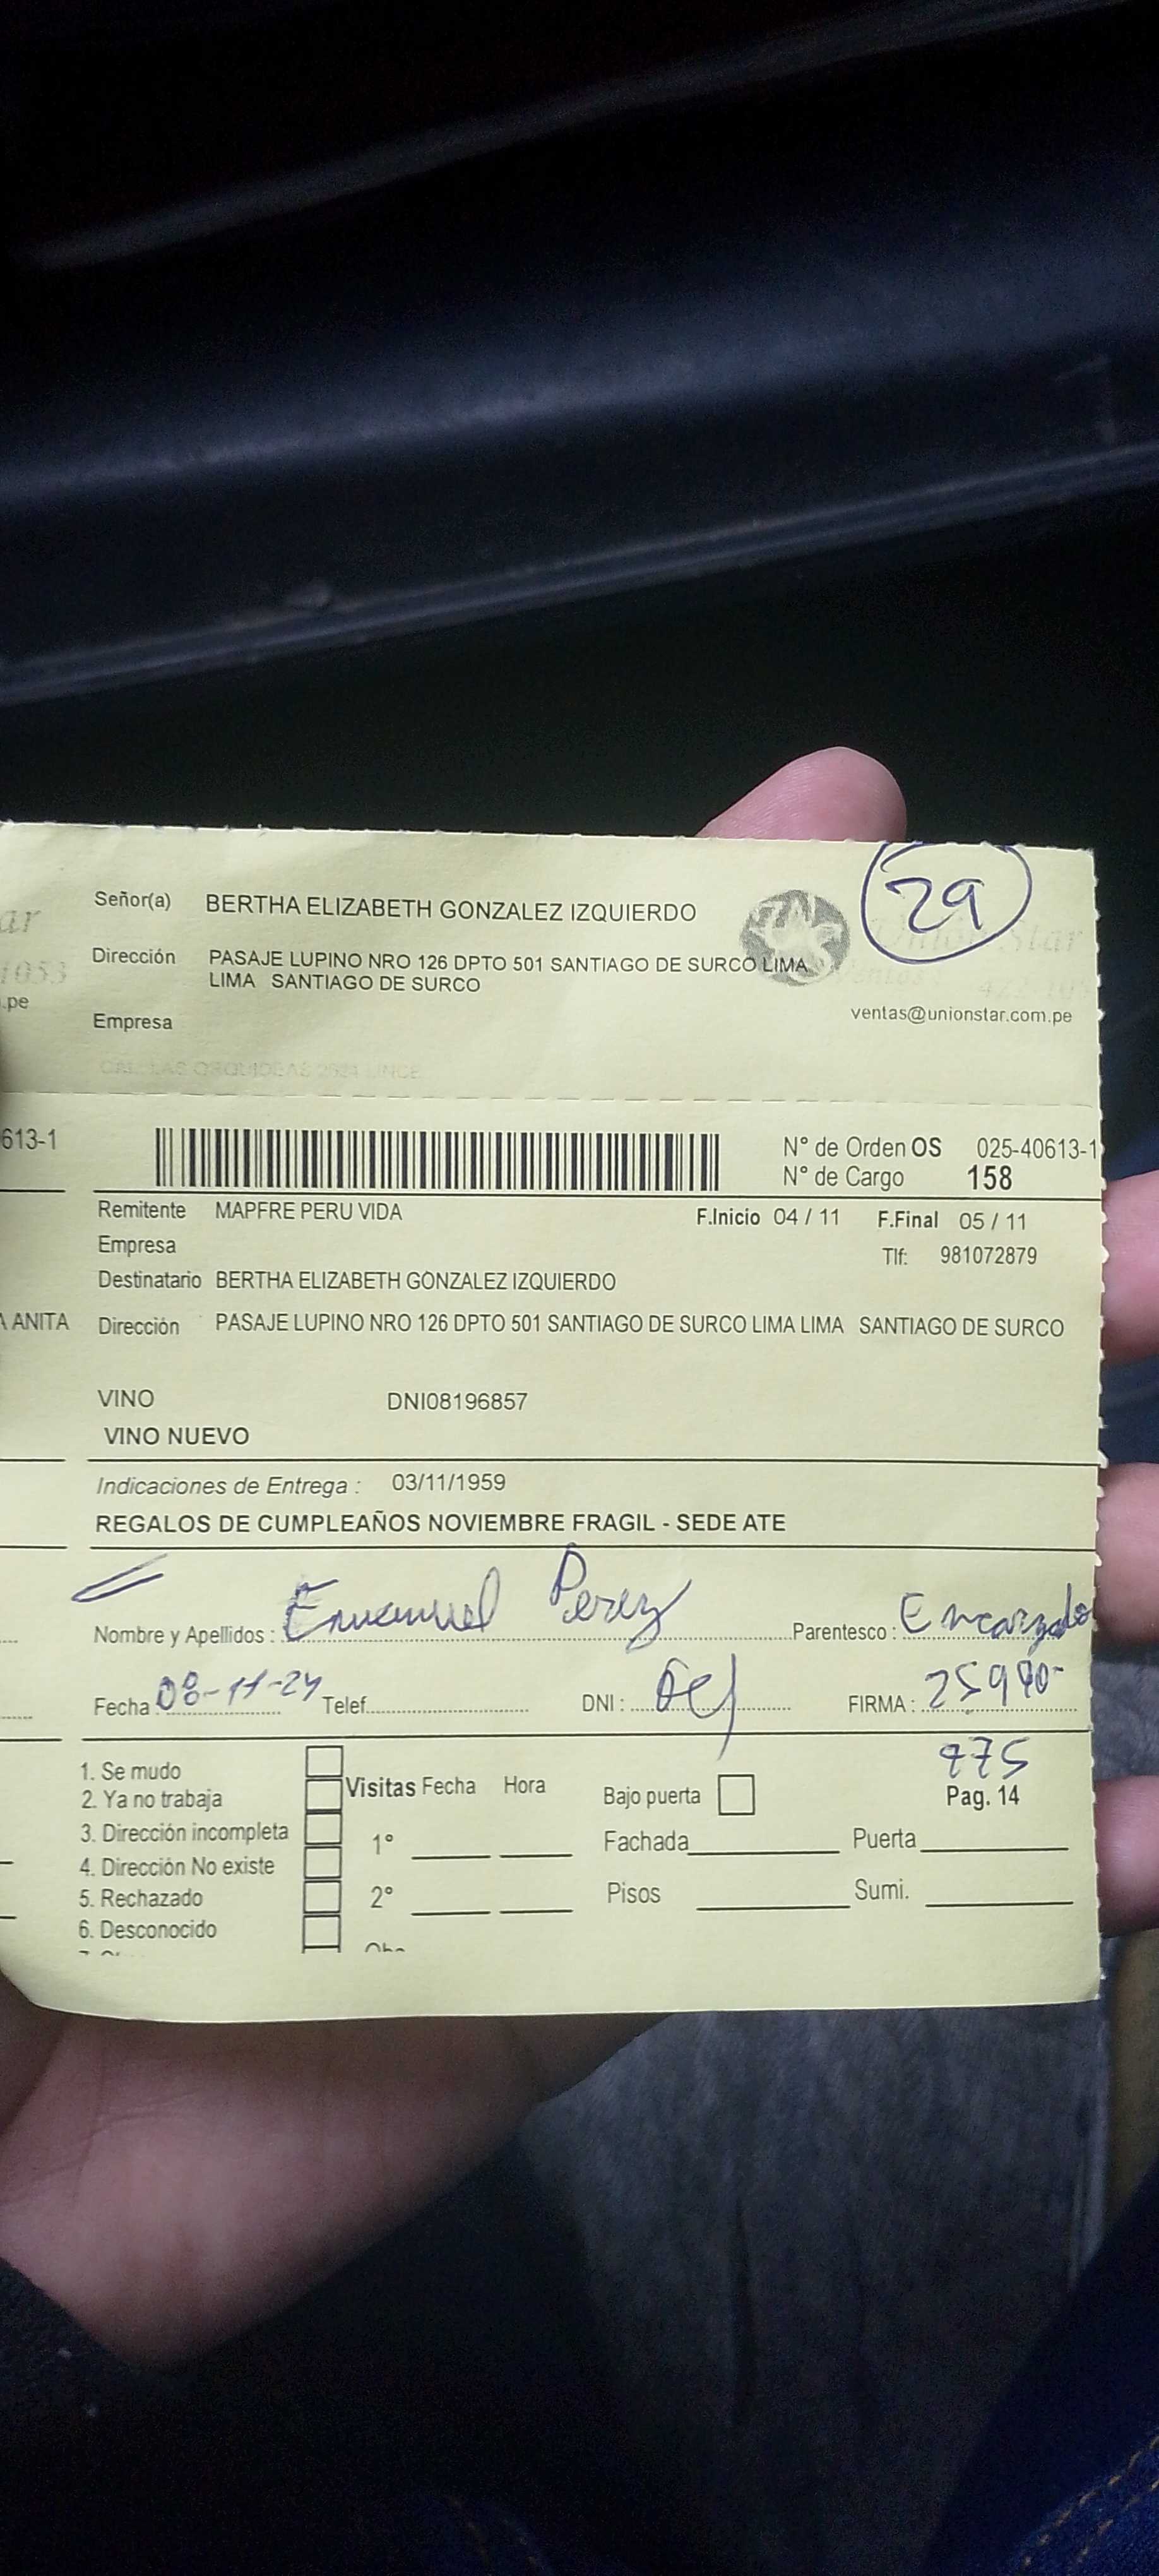 Señor(a) BERTHA ELIZABETH GONZALEZ IZQUIERDO
29
ar
Dirección PASAJE LUPINO NRO 126 DPTO 501 SANTIAGO DE SURCO LIMA
LIMA SANTIAGO DE SURCO
1053
.pe
ventas@unionstar.com.pe
Empresa
613-1
Nº de Orden OS 025-40613-1
Nº de Cargo 158
Remitente MAPFRE PERU VIDA F.Inicio 04 / 11 F.Final 05 / 11
Empresa Tlf: 981072879
Destinatario BERTHA ELIZABETH GONZALEZ IZQUIERDO
A ANITA
Dirección PASAJE LUPINO NRO 126 DPTO 501 SANTIAGO DE SURCO LIMA LIMA SANTIAGO DE SURCO
VINO DNI08196857
VINO NUEVO
Indicaciones de Entrega : 03/11/1959
REGALOS DE CUMPLEAÑOS NOVIEMBRE FRAGIL - SEDE ATE
Nombre y Apellidos : Emanuel Perez Parentesco : Encargado
Fecha 08-11-24 Telef. DNI : FIRMA : 25990
975
1. Se mudo
2. Ya no trabaja
3. Dirección incompleta
4. Dirección No existe
5. Rechazado
6. Desconocido
Visitas Fecha Hora
1°
2°
Bajo puerta
Pag. 14
Fachada Puerta
Pisos Sumi.